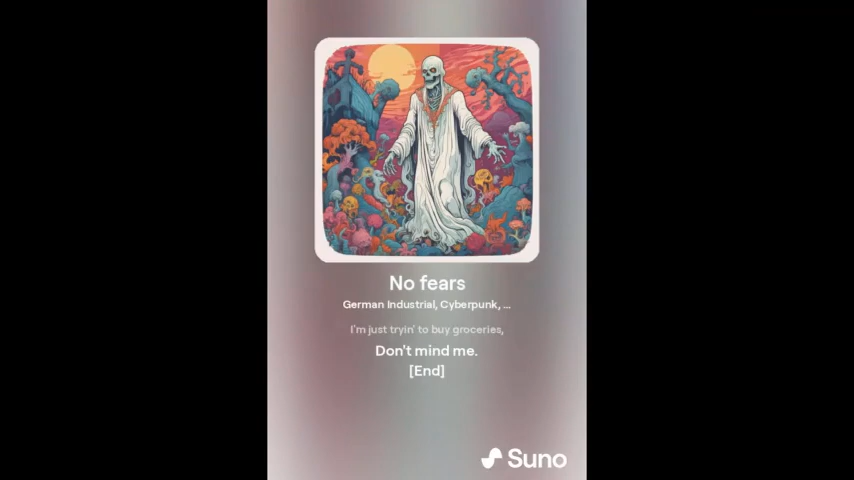 No fears
German Industrial, Cyberpunk, ...
I'm just tryin' to buy groceries,
Don't mind me.
[End]
Suno